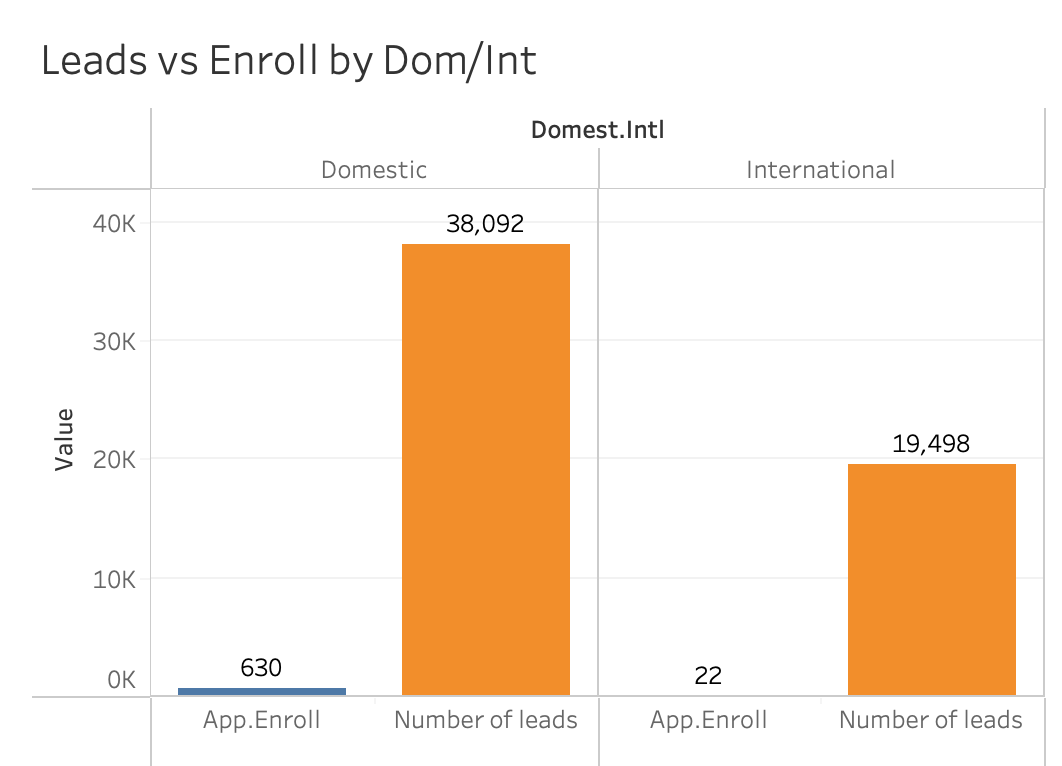 Leads vs Enroll by Dom/Int
Domest.Intl
Domestic International
Value
40K
30K
20K
10K
0K
630
38,092
22
19,498
App.Enroll Number of leads App.Enroll Number of leads